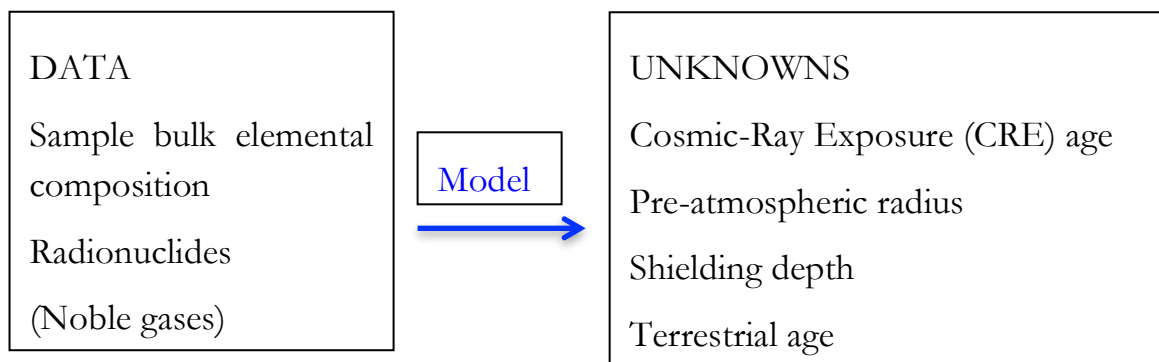 DATA
Sample bulk elemental
composition
Radionuclides
(Noble gases)
Model
UNKNOWNS
Cosmic-Ray Exposure (CRE) age
Pre-atmospheric radius
Shielding depth
Terrestrial age